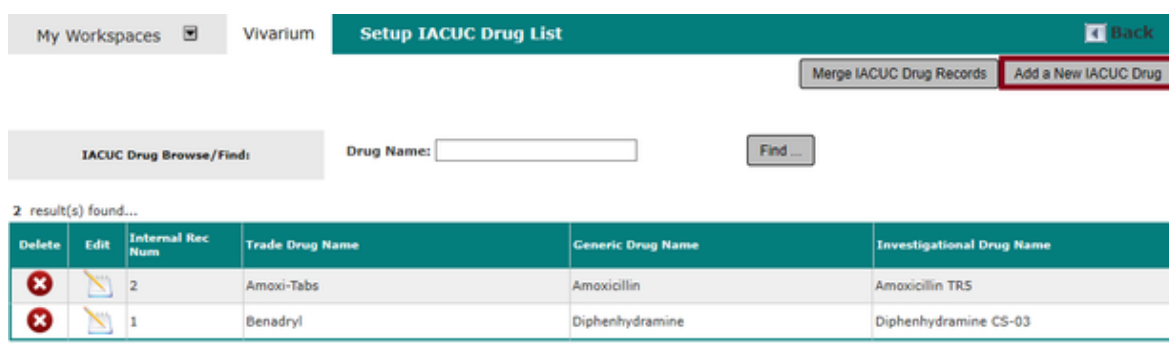 My Workspaces Vivarium Setup IACUC Drug List Back
Merge IACUC Drug Records Add a New IACUC Drug
IACUC Drug Browse/Find: Drug Name: Find ...
2 result(s) found...
Delete Edit Internal Rec Num Trade Drug Name Generic Drug Name Investigational Drug Name
2 Amoxi-Tabs Amoxicillin Amoxicillin TR5
1 Benadryl Diphenhydramine Diphenhydramine CS-03